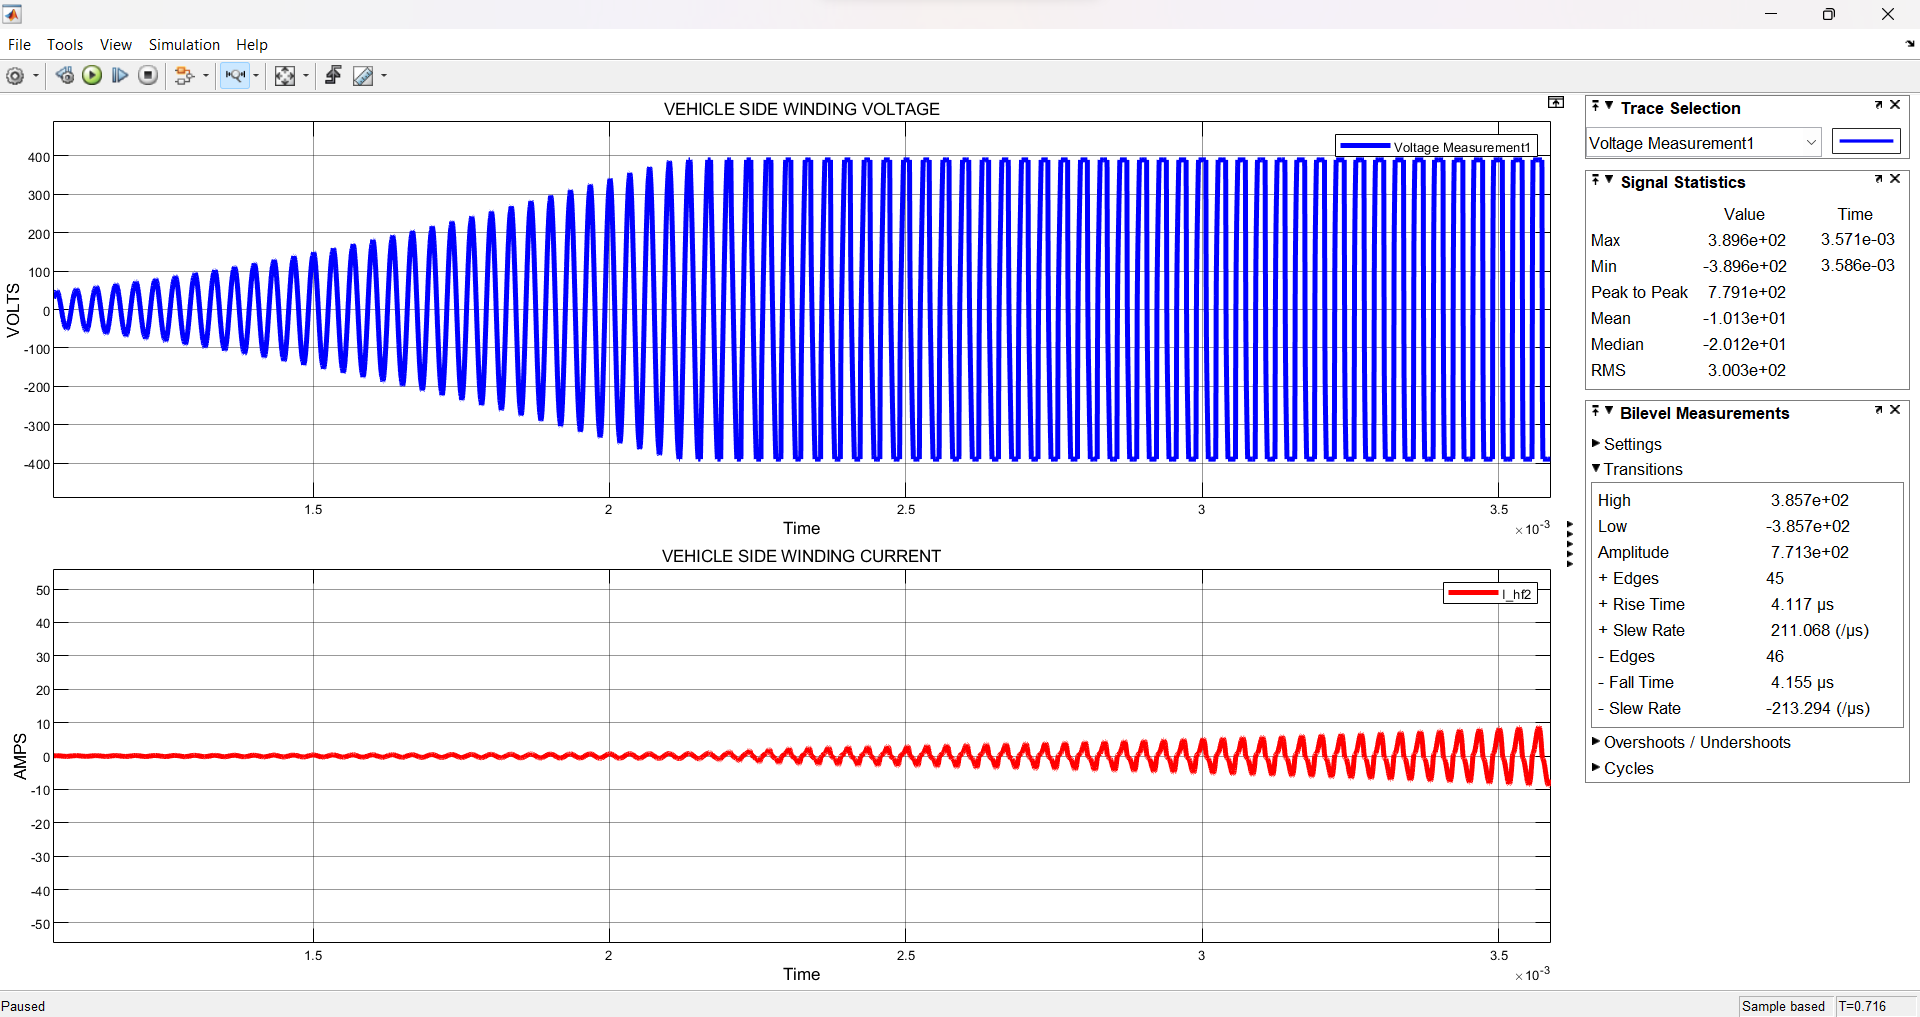 File Tools View Simulation Help
VEHICLE SIDE WINDING VOLTAGE
Voltage Measurement1
400
300
200
100
0
-100
-200
-300
-400
VOLTS
1.5 2 2.5 3 3.5
Time
×10-3
VEHICLE SIDE WINDING CURRENT
I_hf2
50
40
30
20
10
0
-10
-20
-30
-40
-50
AMPS
1.5 2 2.5 3 3.5
Time
×10-3
Trace Selection
Voltage Measurement1
Signal Statistics
Value Time
Max 3.896e+02 3.571e-03
Min -3.896e+02 3.586e-03
Peak to Peak 7.791e+02
Mean -1.013e+01
Median -2.012e+01
RMS 3.003e+02
Bilevel Measurements
Settings
Transitions
High 3.857e+02
Low -3.857e+02
Amplitude 7.713e+02
+ Edges 45
+ Rise Time 4.117 µs
+ Slew Rate 211.068 (/µs)
- Edges 46
- Fall Time 4.155 µs
- Slew Rate -213.294 (/µs)
Overshoots / Undershoots
Cycles
Paused
Sample based T=0.716